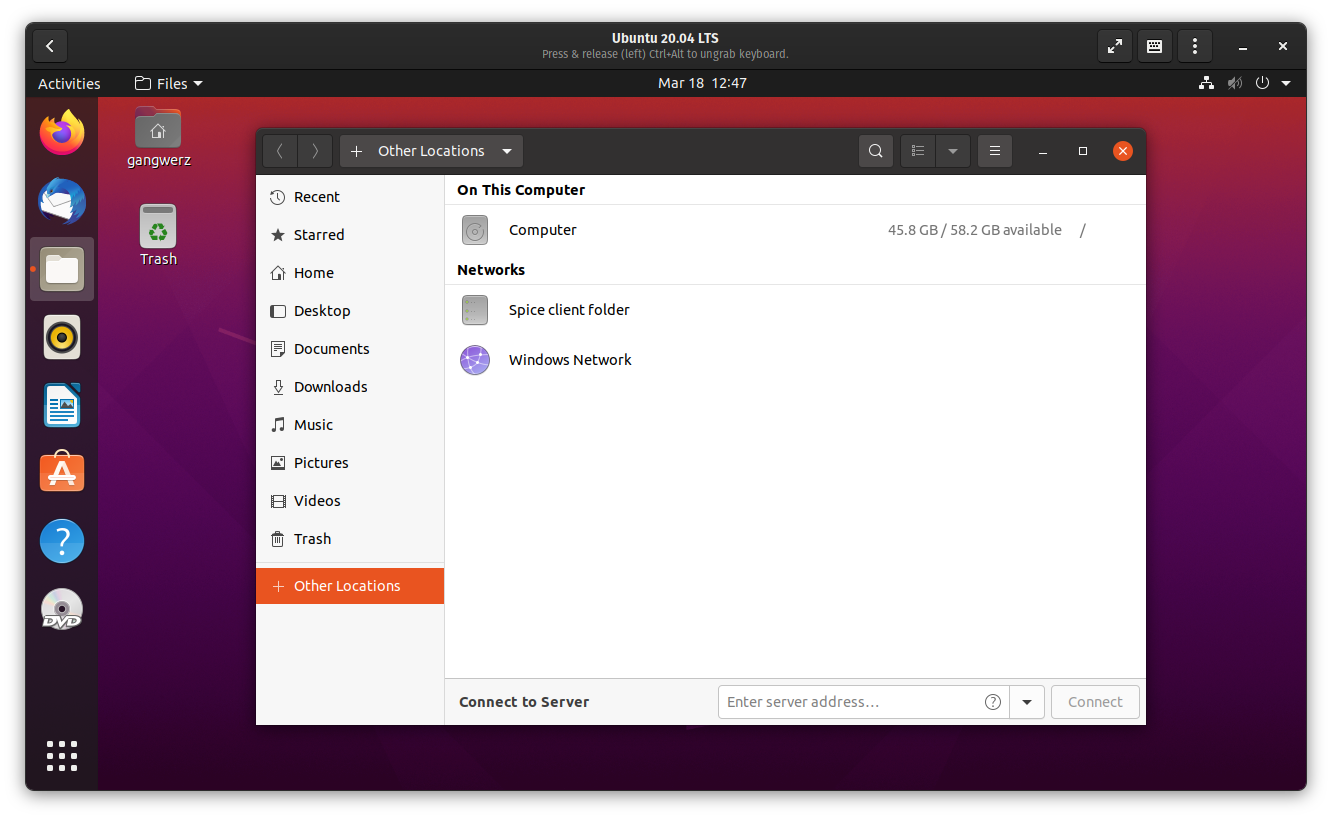 Ubuntu 20.04 LTS
Press & release (left) Ctrl+Alt to ungrab keyboard.
Activities
Files
Mar 18 12:47
gangwerz
Trash
Other Locations
Recent
Starred
Home
Desktop
Documents
Downloads
Music
Pictures
Videos
Trash
Other Locations
On This Computer
Computer 45.8 GB / 58.2 GB available /
Networks
Spice client folder
Windows Network
Connect to Server Enter server address… ? Connect
?
DVD